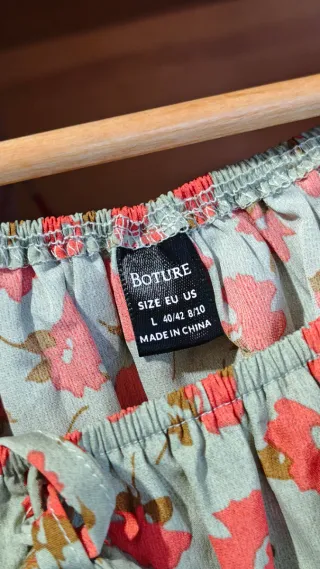 BOTURE
SIZE EU US
L 40/42 8/10
MADE IN CHINA